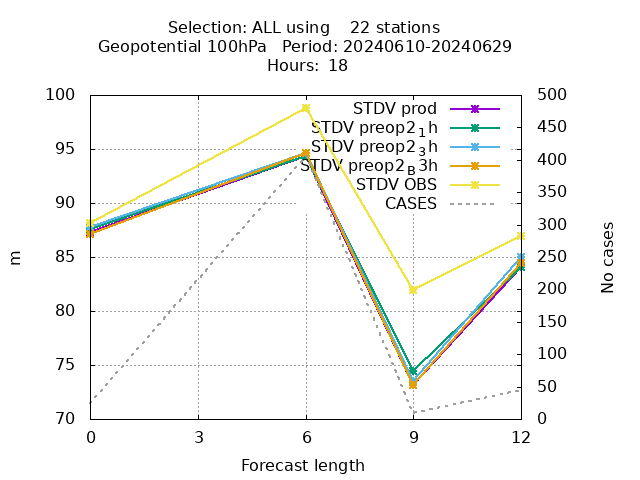 Selection: ALL using    22 stations
Geopotential 100hPa   Period: 20240610-20240629
Hours:  18
100
95
90
85
80
75
70
m
500
450
400
350
300
250
200
150
100
50
0
No cases
STDV prod
STDV preop2₁h
STDV preop2₃h
STDV preop2_B3h
STDV OBS
CASES
0 3 6 9 12
Forecast length